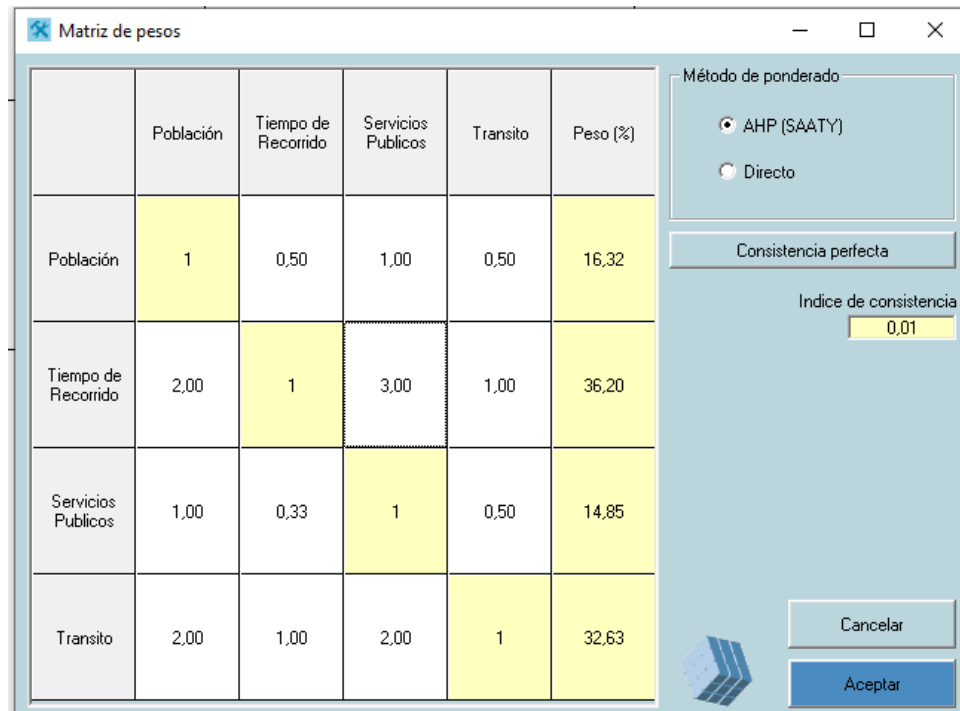 Matriz de pesos
Método de ponderado
Población
Tiempo de
Recorrido
Servicios
Publicos
Transito
Peso (%)
AHP (SAATY)
Directo
Población
1
0,50
1,00
0,50
16,32
Consistencia perfecta
Indice de consistencia
0,01
Tiempo de
Recorrido
2,00
1
3,00
1,00
36,20
Servicios
Publicos
1,00
0,33
1
0,50
14,85
Transito
2,00
1,00
2,00
1
32,63
Cancelar
Aceptar